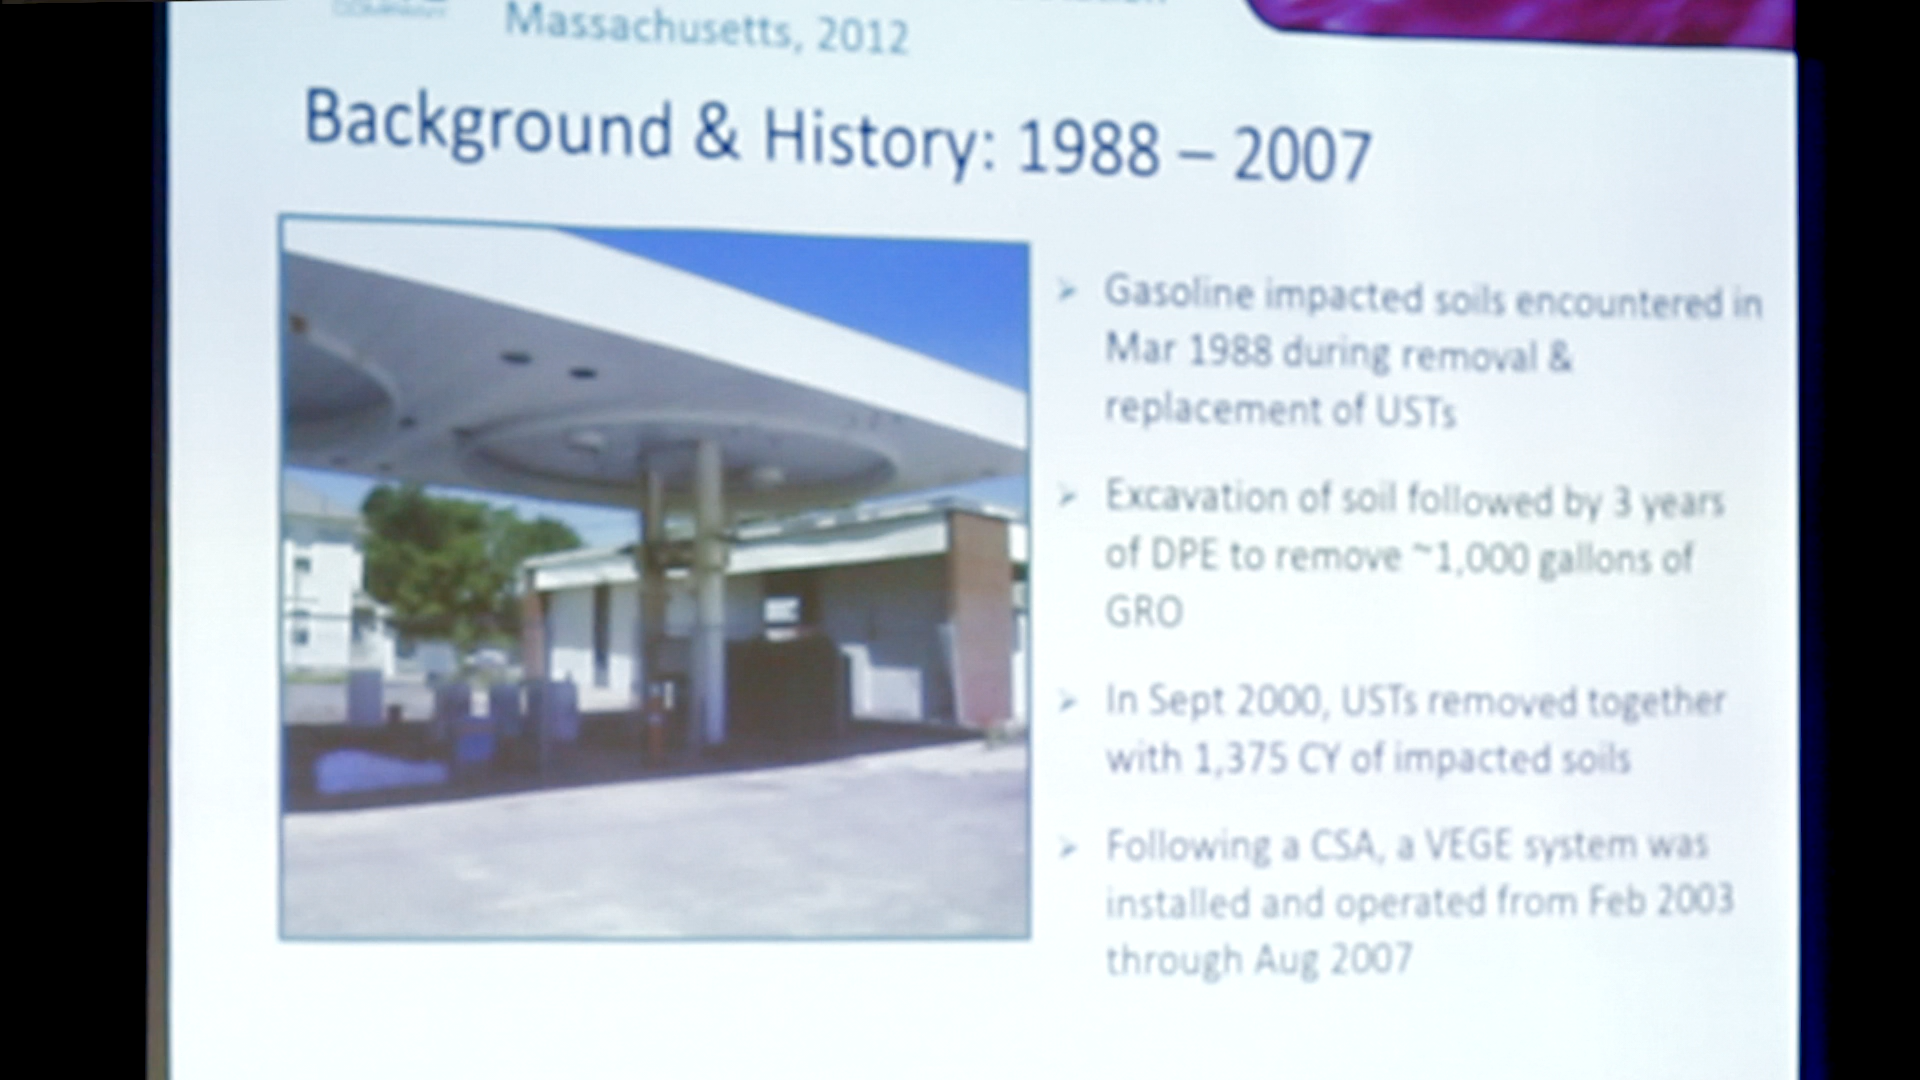 COMPANY
Massachusetts, 2012
Background & History: 1988 – 2007
Gasoline impacted soils encountered in
Mar 1988 during removal &
replacement of USTs
Excavation of soil followed by 3 years
of DPE to remove ~1,000 gallons of
GRO
In Sept 2000, USTs removed together
with 1,375 CY of impacted soils
Following a CSA, a VEGE system was
installed and operated from Feb 2003
through Aug 2007